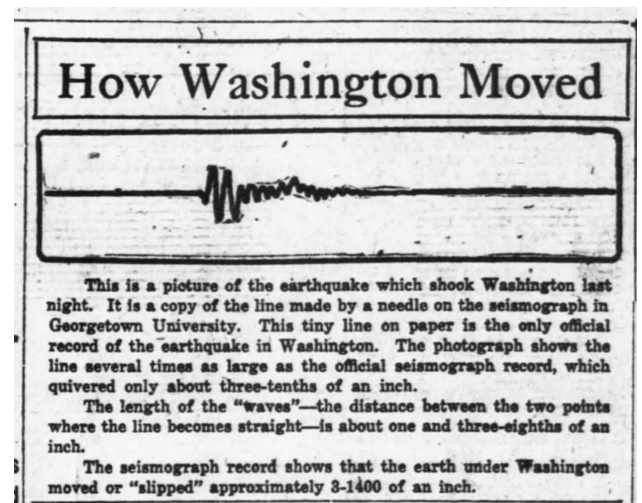 How Washington Moved
This is a picture of the earthquake which shook Washington last
night. It is a copy of the line made by a needle on the seismograph in
Georgetown University. This tiny line on paper is the only official
record of the earthquake in Washington. The photograph shows the
line several times as large as the official seismograph record, which
quivered only about three-tenths of an inch.
The length of the "waves"—the distance between the two points
where the line becomes straight—is about one and three-eighths of an
inch.
The seismograph record shows that the earth under Washington
moved or "slipped" approximately 3-1400 of an inch.